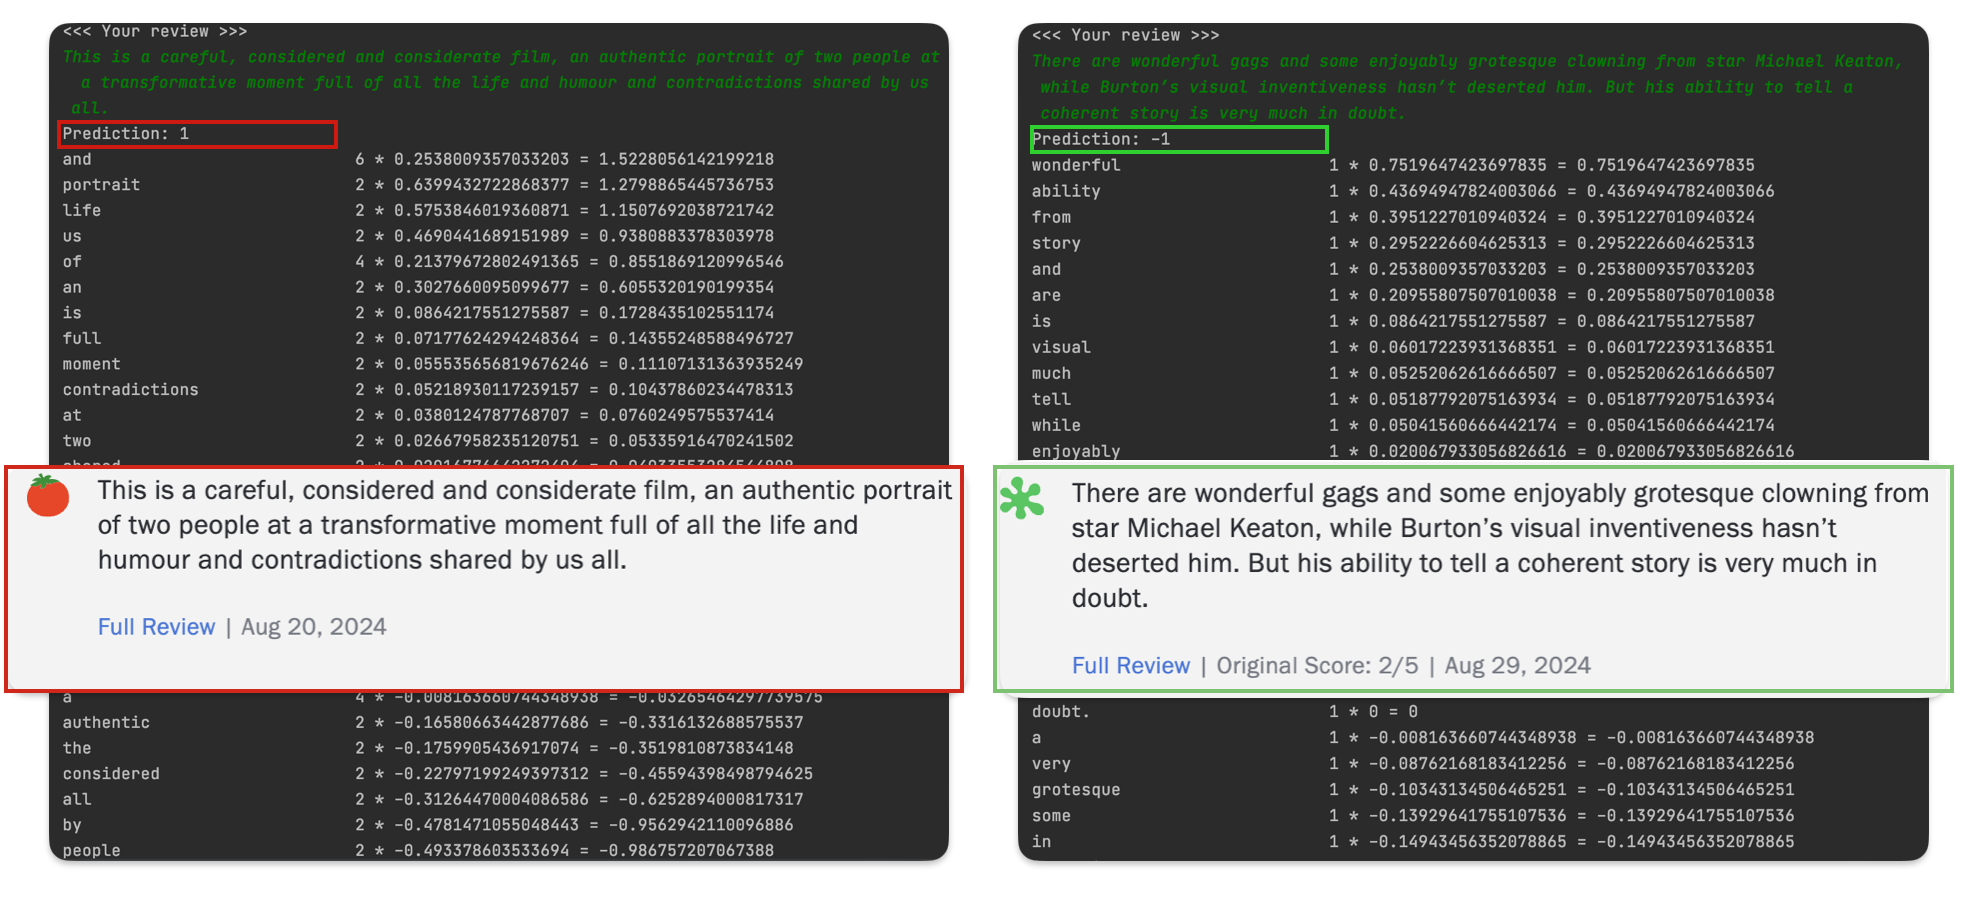 <<< Your review >>>
This is a careful, considered and considerate film, an authentic portrait of two people at
a transformative moment full of all the life and humour and contradictions shared by us
all.
Prediction: 1
and 6 * 0.2538009357033203 = 1.5228056142199218
portrait 2 * 0.6399432722868377 = 1.2798865445736753
life 2 * 0.5753846019360871 = 1.1507692038721742
us 2 * 0.4690441689151989 = 0.9380883378303978
of 4 * 0.21379672802491365 = 0.8551869120996546
an 2 * 0.3027660095099677 = 0.6055320190199354
is 2 * 0.0864217551275587 = 0.1728435102551174
full 2 * 0.07177624294248364 = 0.14355248588496727
moment 2 * 0.055535656819676246 = 0.11107131363935249
contradictions 2 * 0.05218930117239157 = 0.10437860234478313
at 2 * 0.0380124787768707 = 0.0760249575537414
two 2 * 0.02667958235120751 = 0.05335916470241502
This is a careful, considered and considerate film, an authentic portrait
of two people at a transformative moment full of all the life and
humour and contradictions shared by us all.
Full Review | Aug 20, 2024
a 4 * -0.008163660744348938 = -0.03265464297739575
authentic 2 * -0.16580663442877686 = -0.3316132688575537
the 2 * -0.1759905436917074 = -0.3519810873834148
considered 2 * -0.22797199249397312 = -0.45594398498794625
all 2 * -0.31264470004086586 = -0.6252894000817317
by 2 * -0.4781471055048443 = -0.9562942110096886
people 2 * -0.493378603533694 = -0.986757207067388
<<< Your review >>>
There are wonderful gags and some enjoyably grotesque clowning from star Michael Keaton,
while Burton’s visual inventiveness hasn’t deserted him. But his ability to tell a
coherent story is very much in doubt.
Prediction: -1
wonderful 1 * 0.7519647423697835 = 0.7519647423697835
ability 1 * 0.43694947824003066 = 0.43694947824003066
from 1 * 0.3951227010940324 = 0.3951227010940324
story 1 * 0.2952226604625313 = 0.2952226604625313
and 1 * 0.2538009357033203 = 0.2538009357033203
are 1 * 0.20955807507010038 = 0.20955807507010038
is 1 * 0.0864217551275587 = 0.0864217551275587
visual 1 * 0.06017223931368351 = 0.06017223931368351
much 1 * 0.05252062616666507 = 0.05252062616666507
tell 1 * 0.05187792075163934 = 0.05187792075163934
while 1 * 0.05041560666442174 = 0.05041560666442174
enjoyably 1 * 0.020067933056826616 = 0.020067933056826616
There are wonderful gags and some enjoyably grotesque clowning from
star Michael Keaton, while Burton’s visual inventiveness hasn’t
deserted him. But his ability to tell a coherent story is very much in
doubt.
Full Review | Original Score: 2/5 | Aug 29, 2024
doubt. 1 * 0 = 0
a 1 * -0.008163660744348938 = -0.008163660744348938
very 1 * -0.08762168183412256 = -0.08762168183412256
grotesque 1 * -0.10343134506465251 = -0.10343134506465251
some 1 * -0.13929641755107536 = -0.13929641755107536
in 1 * -0.14943456352078865 = -0.14943456352078865